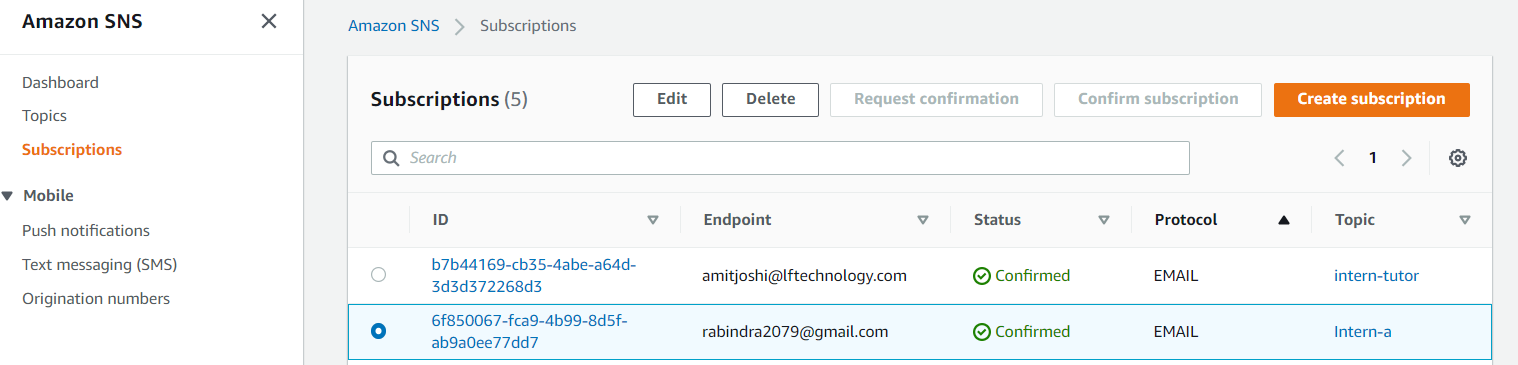 Amazon SNS
Dashboard
Topics
Subscriptions
Mobile
Push notifications
Text messaging (SMS)
Origination numbers
Amazon SNS Subscriptions
Subscriptions (5) Edit Delete Request confirmation Confirm subscription Create subscription
Search 1
ID Endpoint Status Protocol Topic
b7b44169-cb35-4abe-a64d-
3d3d372268d3
amitjoshi@lftechnology.com Confirmed EMAIL intern-tutor
6f850067-fca9-4b99-8d5f-
ab9a0ee77dd7
rabindra2079@gmail.com Confirmed EMAIL Intern-a